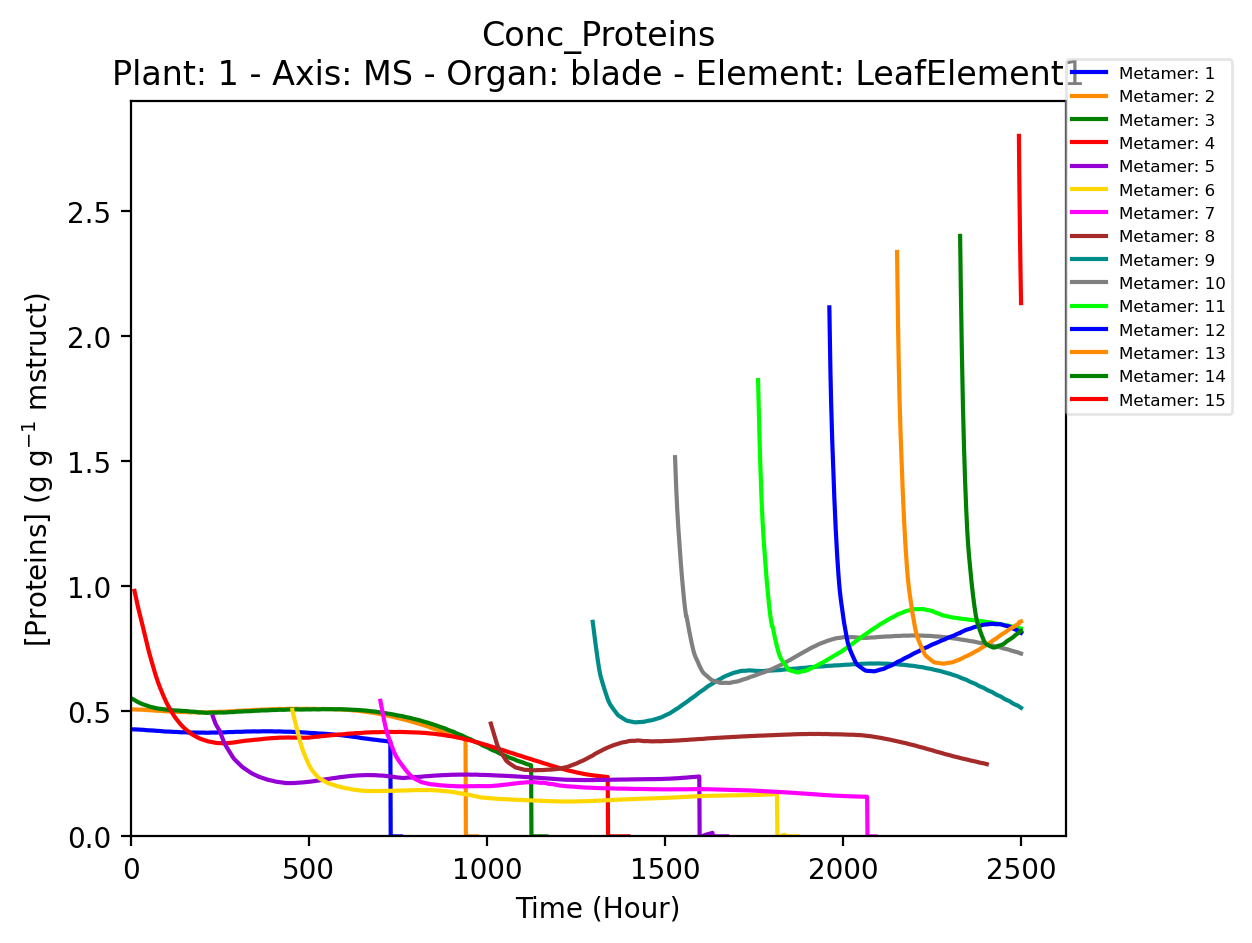 Conc_Proteins
Plant: 1 - Axis: MS - Organ: blade - Element: LeafElement1
Metamer: 1
Metamer: 2
Metamer: 3
Metamer: 4
Metamer: 5
Metamer: 6
Metamer: 7
Metamer: 8
Metamer: 9
Metamer: 10
Metamer: 11
Metamer: 12
Metamer: 13
Metamer: 14
Metamer: 15
[Proteins] (g g⁻¹ mstruct)
2.5
2.0
1.5
1.0
0.5
0.0
0 500 1000 1500 2000 2500
Time (Hour)